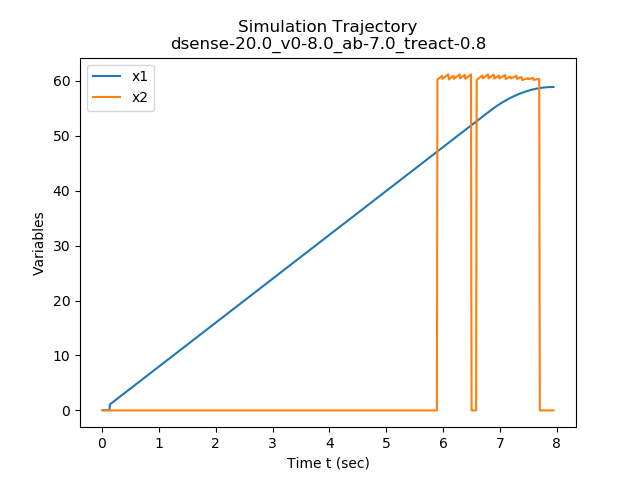 Simulation Trajectory
dsense-20.0_v0-8.0_ab-7.0_treact-0.8
x1
x2
Variables
60
50
40
30
20
10
0
0 1 2 3 4 5 6 7 8
Time t (sec)